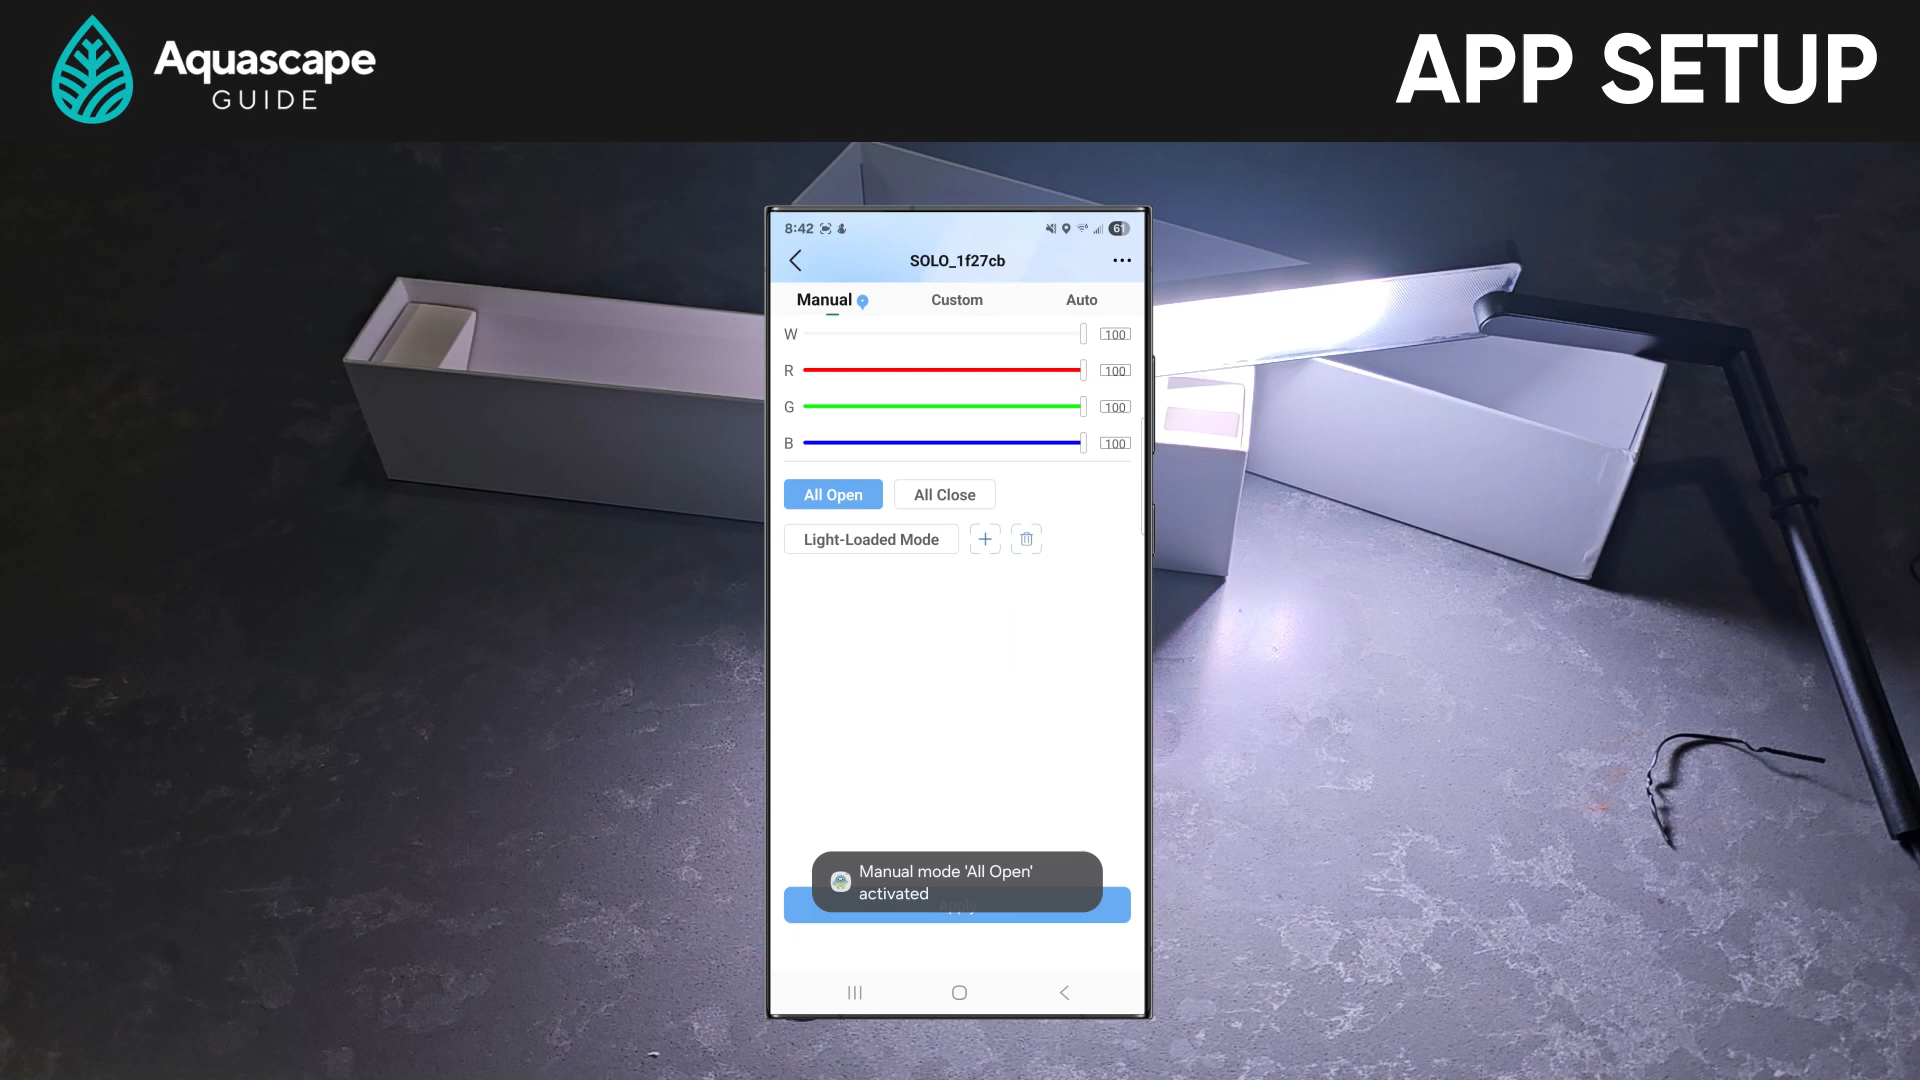 Aquascape
GUIDE
APP SETUP
8:42
61
SOLO_1f27cb
Manual
Custom
Auto
W
100
R
100
G
100
B
100
All Open
All Close
Light-Loaded Mode
Manual mode 'All Open'
activated
Apply